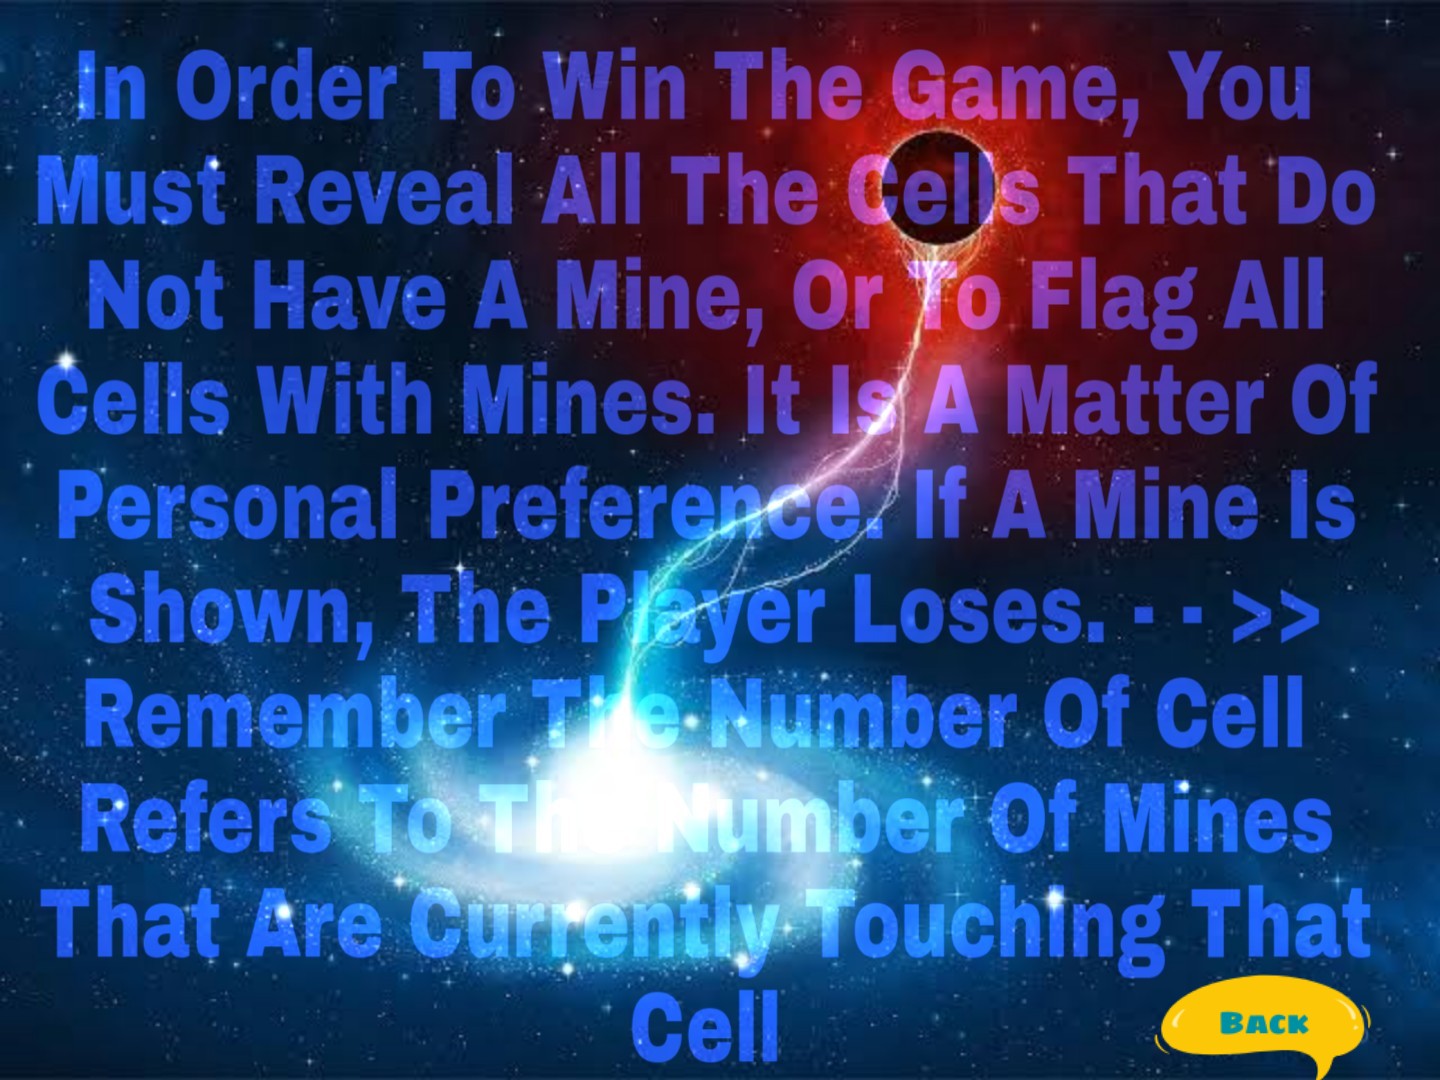 In Order To Win The Game, You
Must Reveal All The Cells That Do
Not Have A Mine, Or To Flag All
Cells With Mines. It Is A Matter Of
Personal Preference. If A Mine Is
Shown, The Player Loses. - - >>
Remember The Number Of Cell
Refers To The Number Of Mines
That Are Currently Touching That
Cell
Back